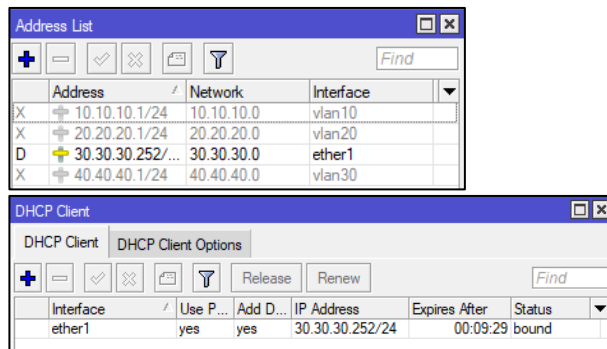 Address List
Find
Address Network Interface
X 10.10.10.1/24 10.10.10.0 vlan10
X 20.20.20.1/24 20.20.20.0 vlan20
D 30.30.30.252/... 30.30.30.0 ether1
X 40.40.40.1/24 40.40.40.0 vlan30
DHCP Client
DHCP Client DHCP Client Options
Release Renew Find
Interface Use P... Add D... IP Address Expires After Status
ether1 yes yes 30.30.30.252/24 00:09:29 bound